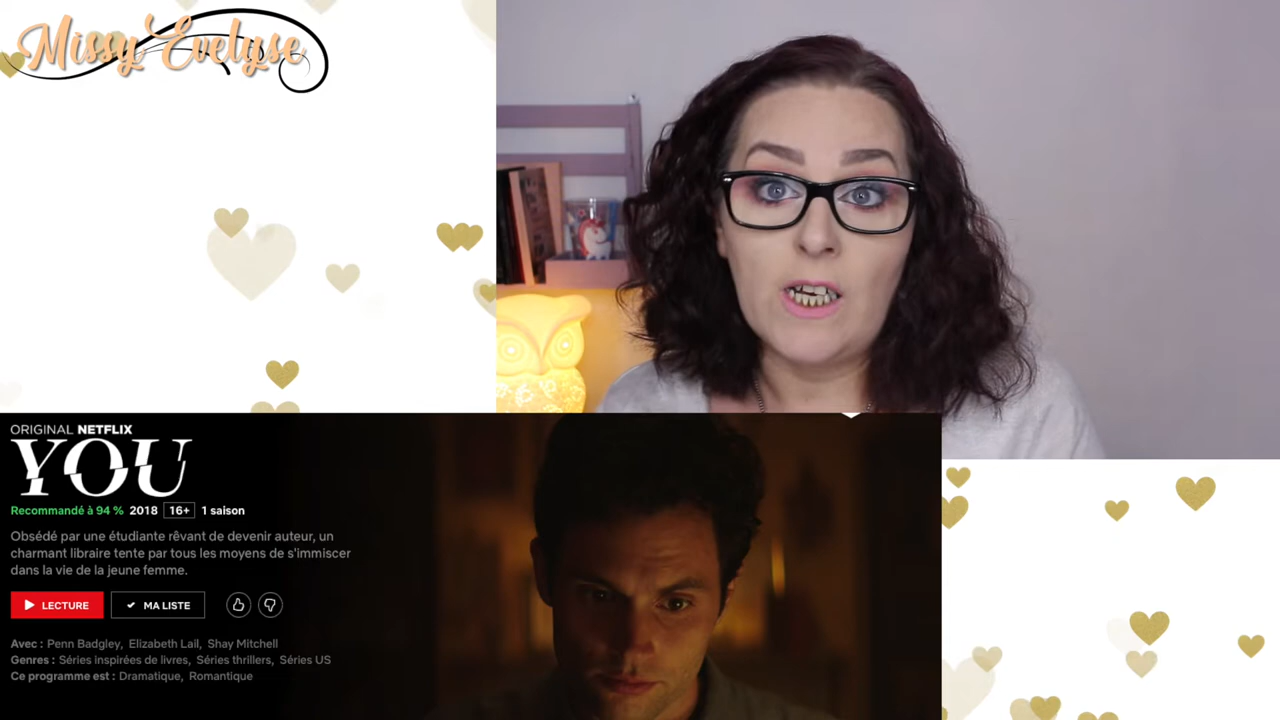 Missy Evelyse
ORIGINAL NETFLIX
YOU
Recommandé à 94 % 2018 16+ 1 saison
Obsédé par une étudiante rêvant de devenir auteur, un
charmant libraire tente par tous les moyens de s'immiscer
dans la vie de la jeune femme.
LECTURE MA LISTE
Avec : Penn Badgley, Elizabeth Lail, Shay Mitchell
Genres : Séries inspirées de livres, Séries thrillers, Séries US
Ce programme est : Dramatique, Romantique